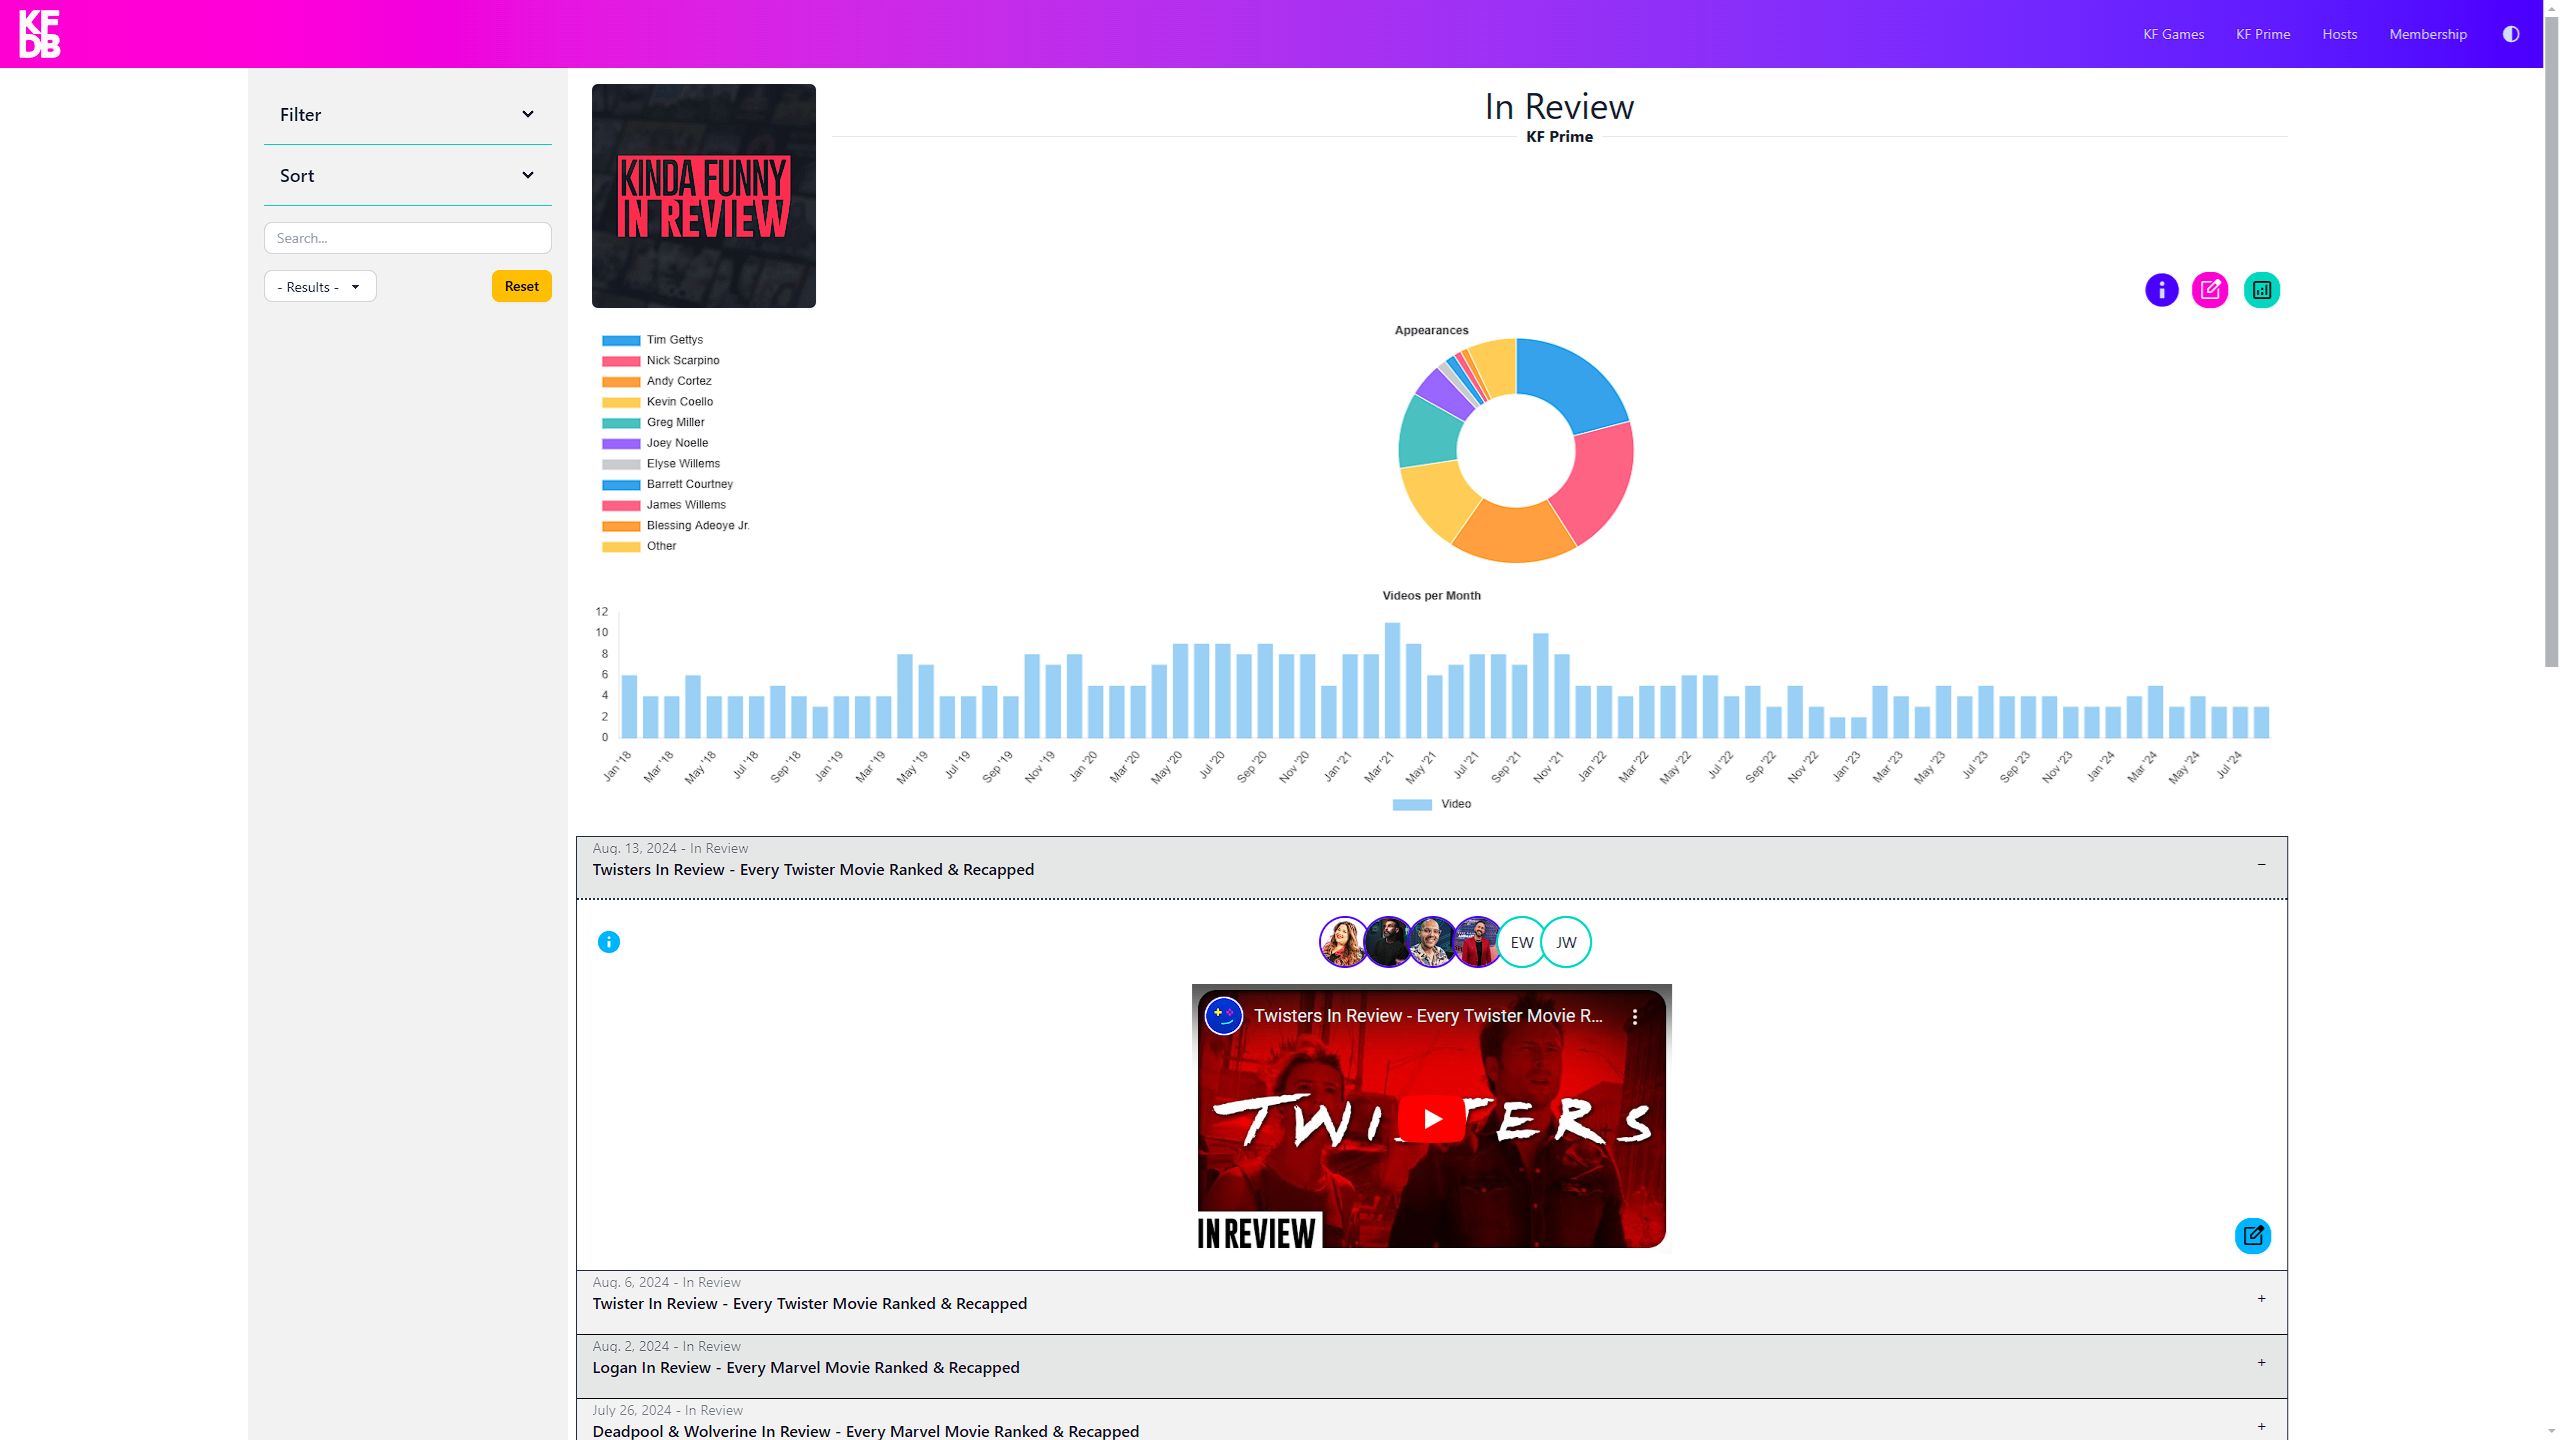 KF
DB
KF Games
KF Prime
Hosts
Membership
Filter
Sort
Search...
- Results -
Reset
KINDA FUNNY
IN REVIEW
In Review
KF Prime
Appearances
Tim Gettys
Nick Scarpino
Andy Cortez
Kevin Coello
Greg Miller
Joey Noelle
Elyse Willems
Barrett Courtney
James Willems
Blessing Adeoye Jr.
Other
Videos per Month
12
10
8
6
4
2
0
Jan '18
Mar '18
May '18
Jul '18
Sep '18
Jan '19
Mar '19
May '19
Jul '19
Sep '19
Nov '19
Jan '20
Mar '20
May '20
Jul '20
Sep '20
Nov '20
Jan '21
Mar '21
May '21
Jul '21
Sep '21
Nov '21
Jan '22
Mar '22
May '22
Jul '22
Sep '22
Nov '22
Jan '23
Mar '23
May '23
Jul '23
Sep '23
Nov '23
Jan '24
Mar '24
May '24
Jul '24
Video
Aug. 13, 2024 - In Review
Twisters In Review - Every Twister Movie Ranked & Recapped
EW
JW
Twisters In Review - Every Twister Movie R...
TWISTERS
IN REVIEW
Aug. 6, 2024 - In Review
Twister In Review - Every Twister Movie Ranked & Recapped
Aug. 2, 2024 - In Review
Logan In Review - Every Marvel Movie Ranked & Recapped
July 26, 2024 - In Review
Deadpool & Wolverine In Review - Every Marvel Movie Ranked & Recapped